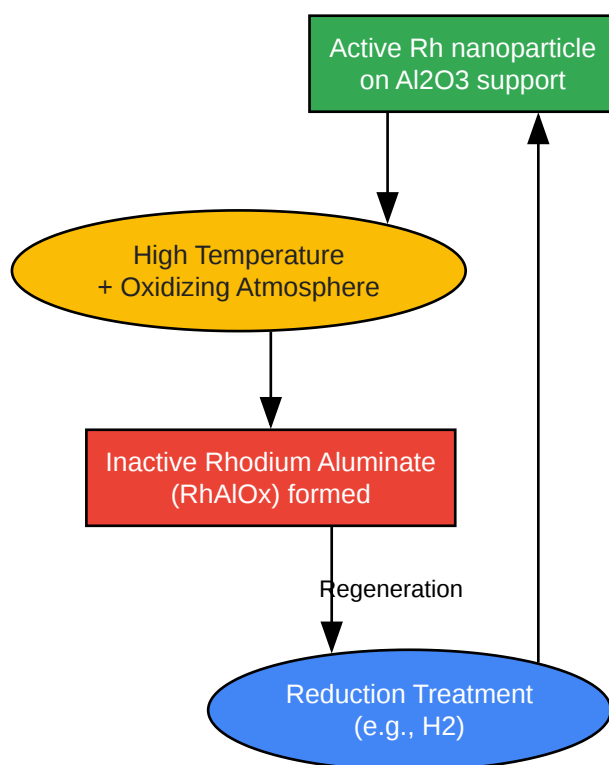 Active Rh nanoparticle
on Al2O3 support
High Temperature
+ Oxidizing Atmosphere
Inactive Rhodium Aluminate
(RhAlOx) formed
Regeneration
Reduction Treatment
(e.g., H2)